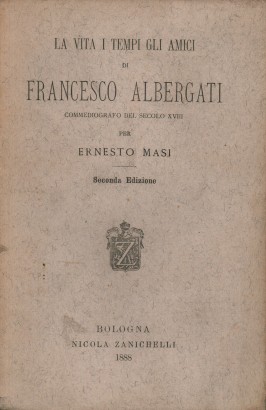 LA VITA I TEMPI GLI AMICI
DI
FRANCESCO ALBERGATI
COMMEDIOGRAFO DEL SECOLO XVIII
PER
ERNESTO MASI
Seconda Edizione
NZ
BOLOGNA
NICOLA ZANICHELLI
1888